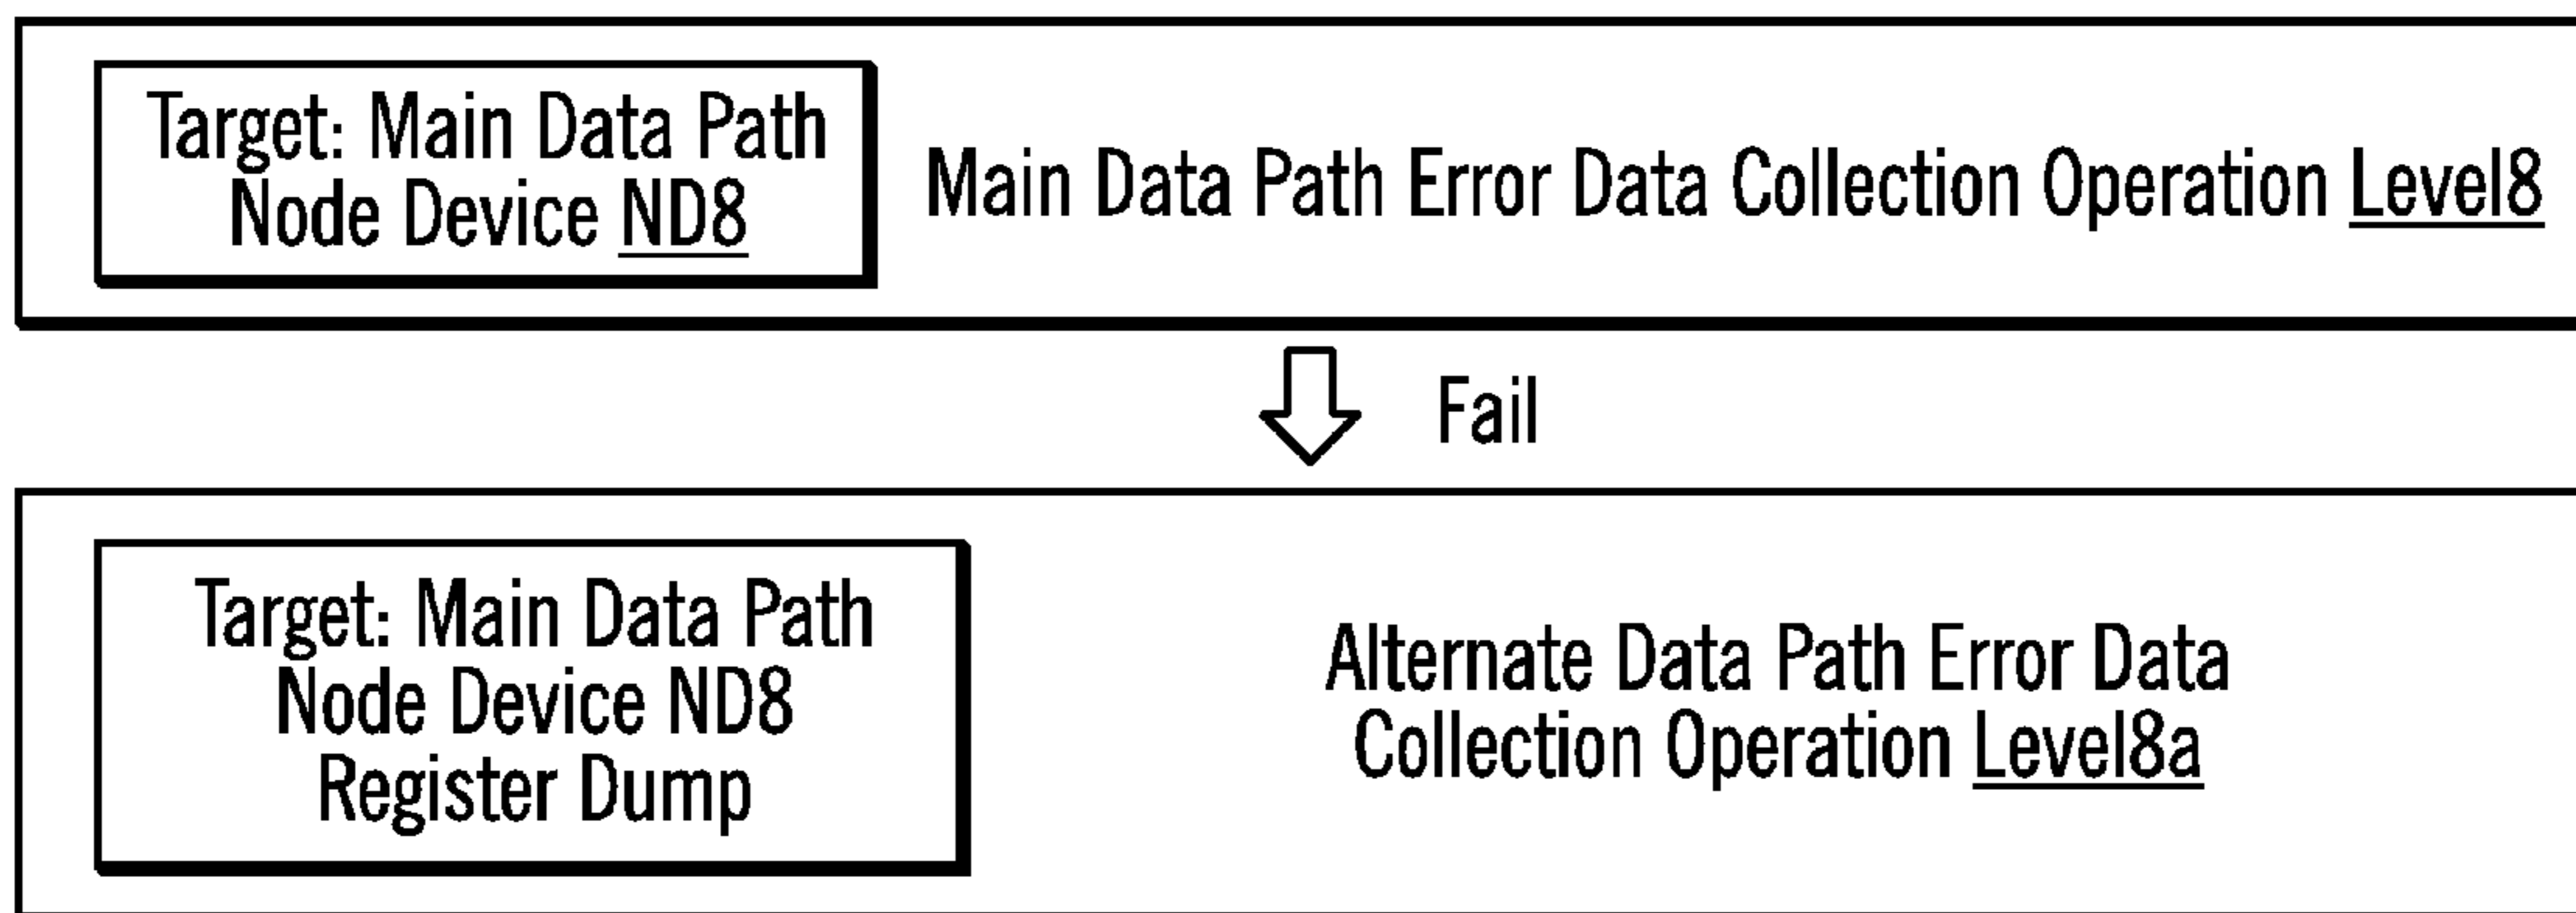 Target: Main Data Path
Node Device ND8
Main Data Path Error Data Collection Operation Level8
Fail
Target: Main Data Path
Node Device ND8
Register Dump
Alternate Data Path Error Data
Collection Operation Level8a